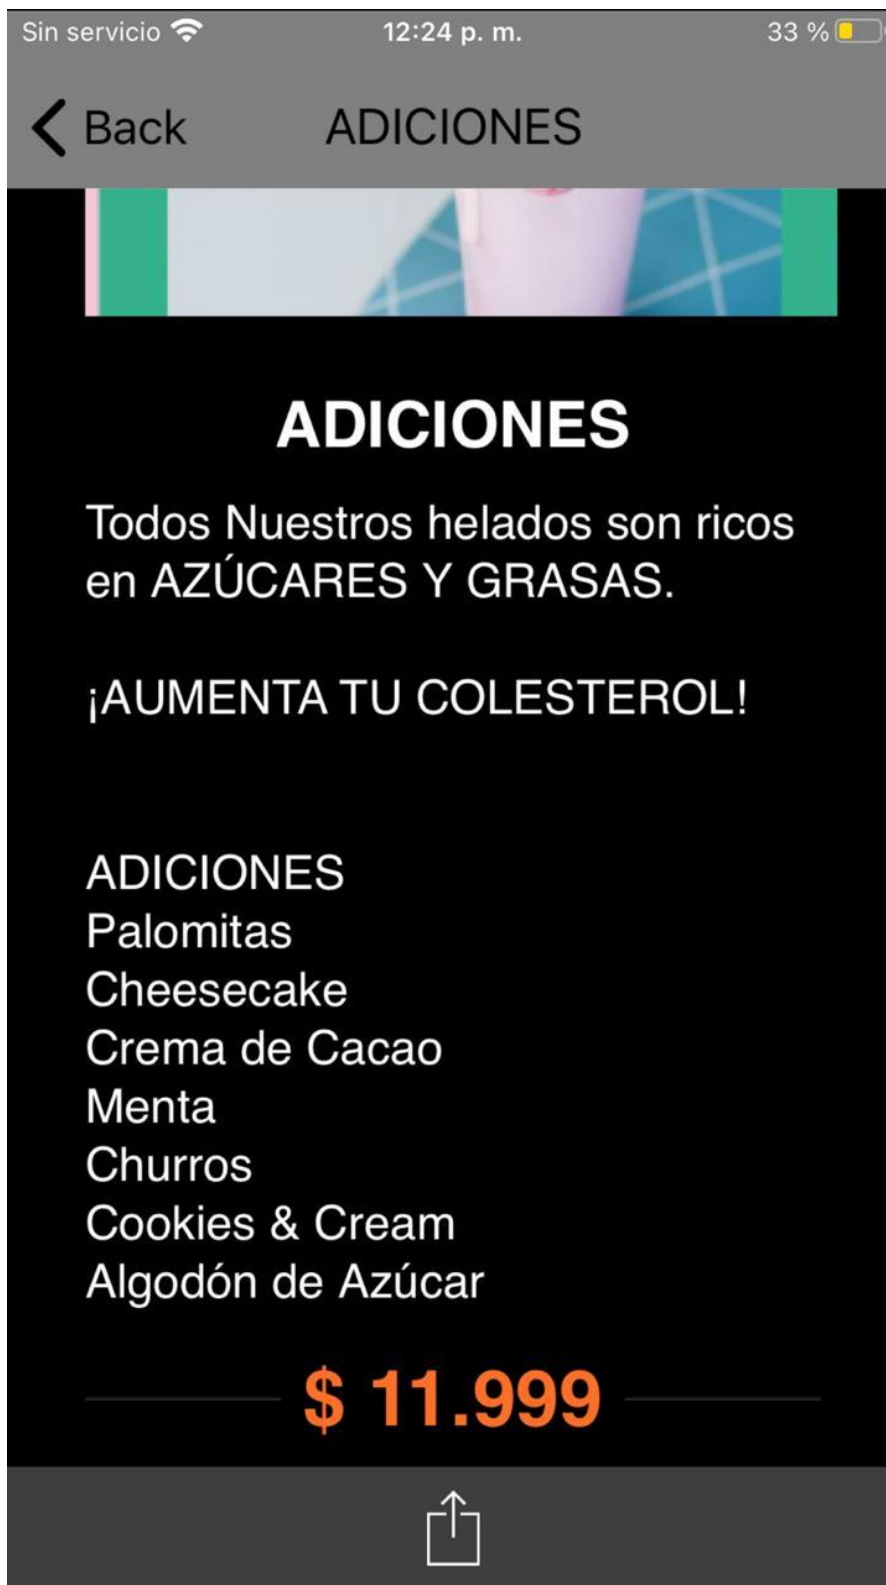 Sin servicio 12:24 p. m. 33 %
Back ADICIONES
ADICIONES
Todos Nuestros helados son ricos
en AZÚCARES Y GRASAS.
¡AUMENTA TU COLESTEROL!
ADICIONES
Palomitas
Cheesecake
Crema de Cacao
Menta
Churros
Cookies & Cream
Algodón de Azúcar
$ 11.999